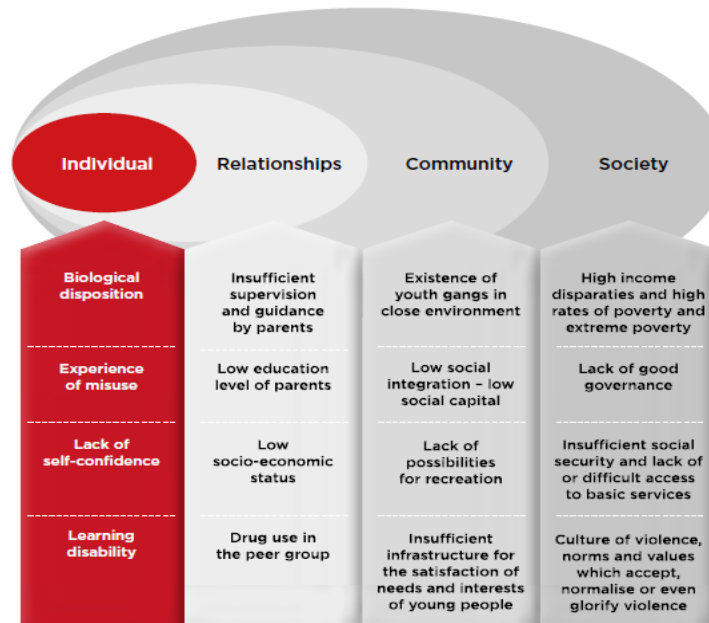 Individual
Relationships
Community
Society
Biological
disposition
Experience
of misuse
Lack of
self-confidence
Learning
disability
Insufficient
supervision
and guidance
by parents
Low education
level of parents
Low
socio-economic
status
Drug use in
the peer group
Existence of
youth gangs in
close environment
Low social
integration – low
social capital
Lack of
possibilities
for recreation
Insufficient
infrastructure for
the satisfaction of
needs and interests
of young people
High income
disparaties and high
rates of poverty and
extreme poverty
Lack of good
governance
Insufficient social
security and lack of
or difficult access
to basic services
Culture of violence,
norms and values
which accept,
normalise or even
glorify violence